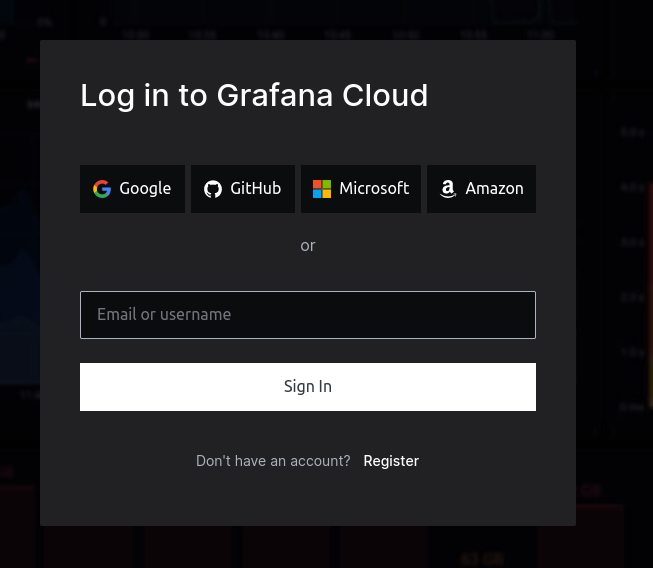 Log in to Grafana Cloud
Google GitHub Microsoft Amazon
or
Email or username
Sign In
Don't have an account? Register